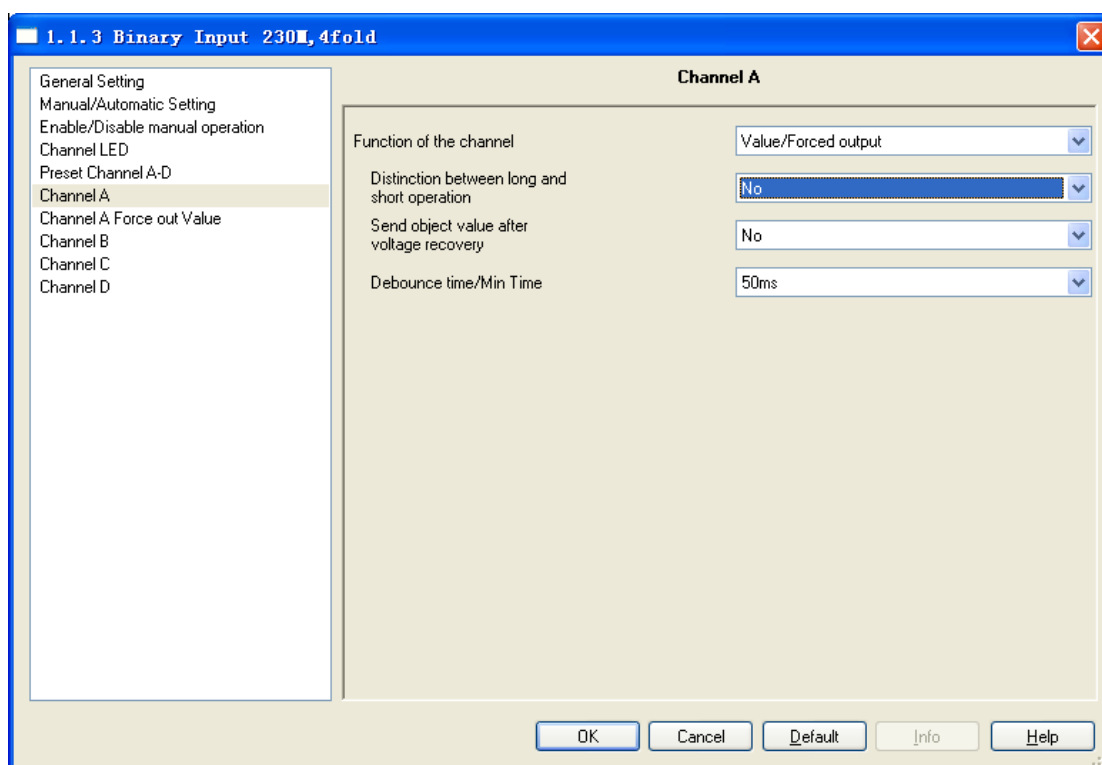 1.1.3 Binary Input 230M,4fold
General Setting
Manual/Automatic Setting
Enable/Disable manual operation
Channel LED
Preset Channel A-D
Channel A
Channel A Force out Value
Channel B
Channel C
Channel D
Channel A
Function of the channel
Value/Forced output
Distinction between long and
short operation
No
Send object value after
voltage recovery
No
Debounce time/Min Time
50ms
OK
Cancel
Default
Info
Help